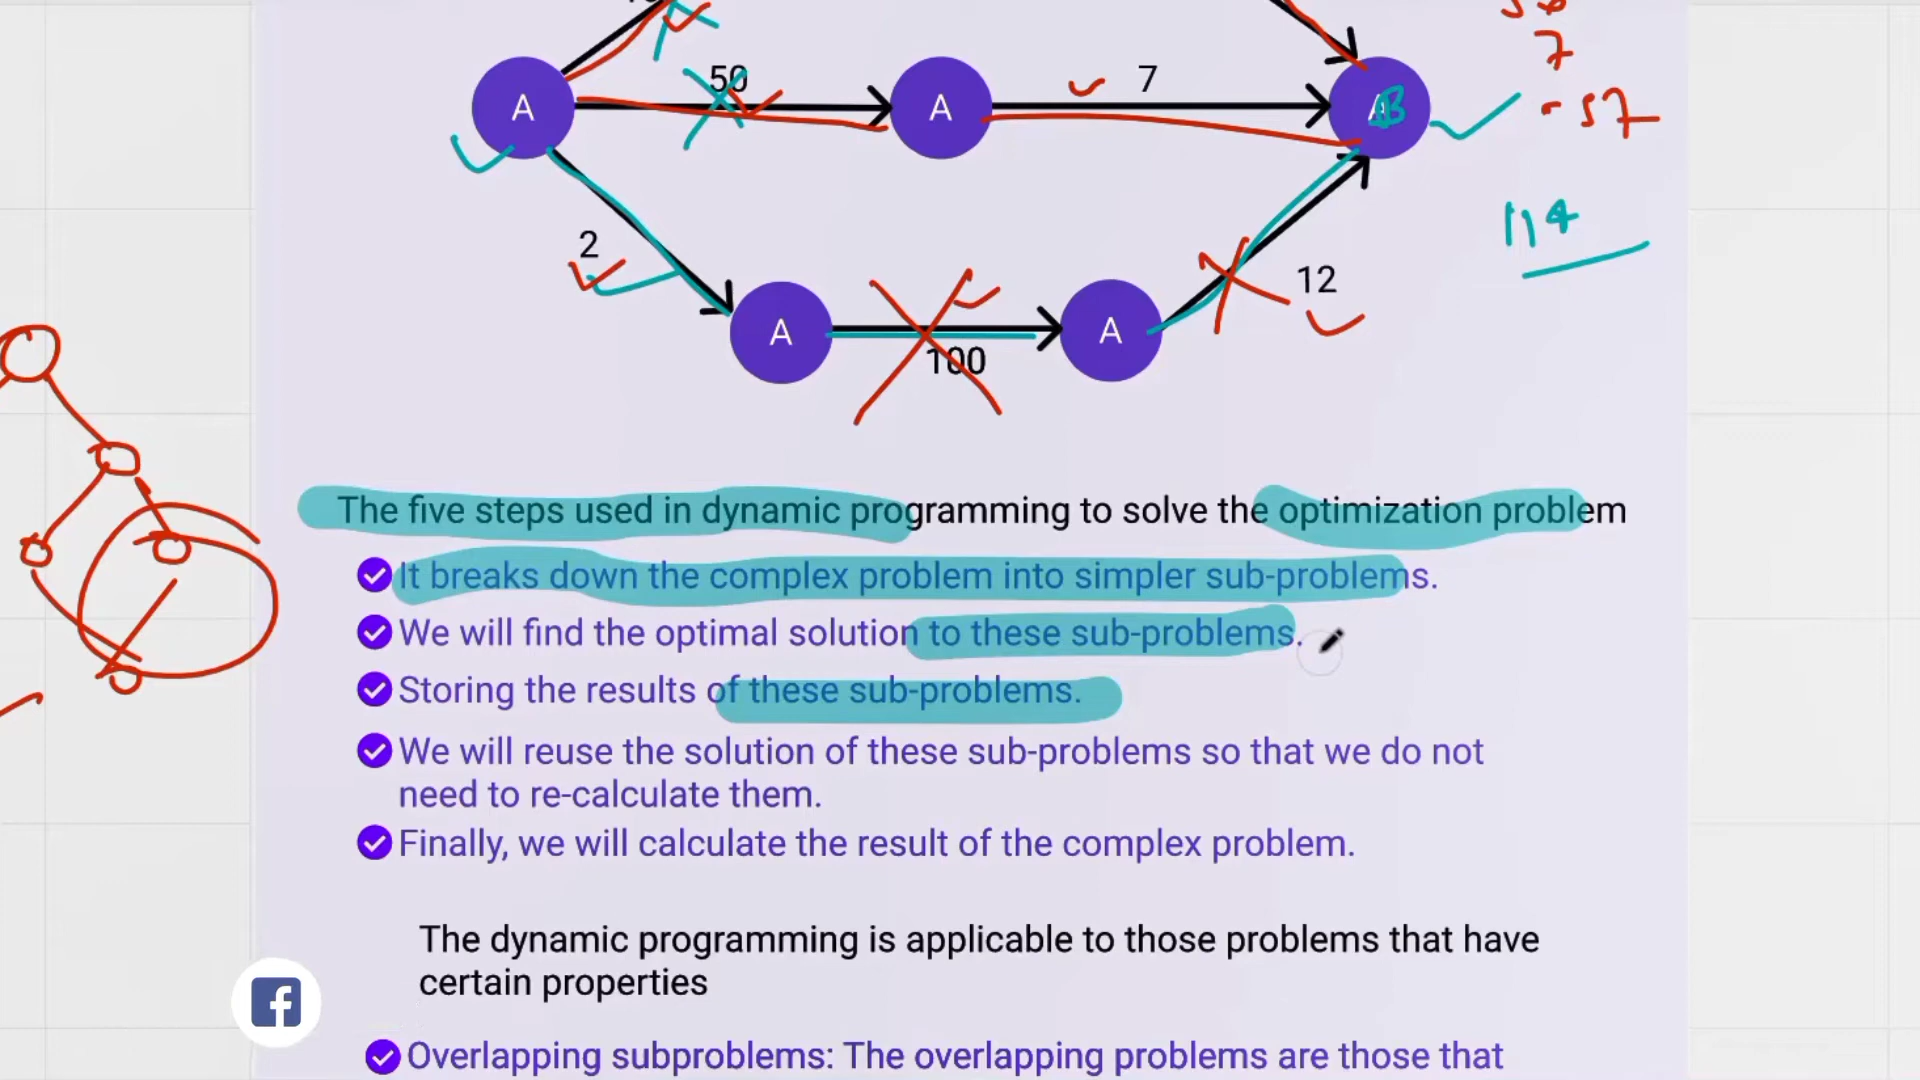 7
A
50
A
7
B
- 57
2
114
12
A
A
100
The five steps used in dynamic programming to solve the optimization problem
It breaks down the complex problem into simpler sub-problems.
We will find the optimal solution to these sub-problems.
Storing the results of these sub-problems.
We will reuse the solution of these sub-problems so that we do not
need to re-calculate them.
Finally, we will calculate the result of the complex problem.
The dynamic programming is applicable to those problems that have
certain properties
Overlapping subproblems: The overlapping problems are those that